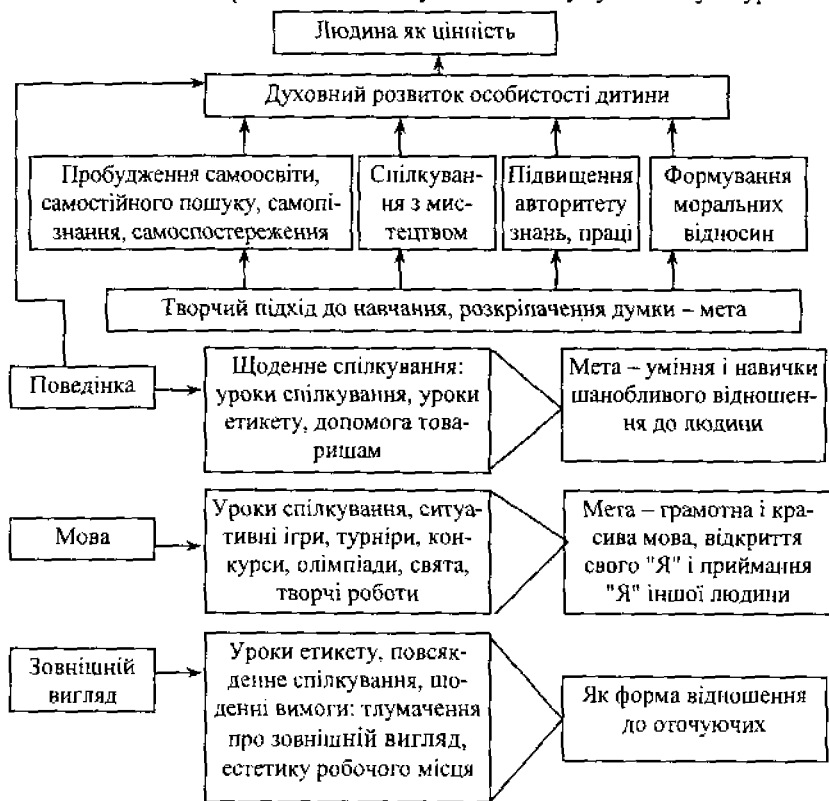 Людина як цінність
Духовний розвиток особистості дитини
Пробудження самоосвіти,
самостійного пошуку, самопі-
знання, самоспостереження
Спілкуван-
ня з мис-
тецтвом
Підвищення
авторитету
знань, праці
Формування
моральних
відносин
Творчий підхід до навчання, розкріпачення думки – мета
Поведінка
Щоденне спілкування:
уроки спілкування, уроки
етикету, допомога това-
ришам
Мета – уміння і навички
шанобливого відношен-
ня до людини
Мова
Уроки спілкування, ситуа-
тивні ігри, турніри, кон-
курси, олімпіади, свята,
творчі роботи
Мета – грамотна і кра-
сива мова, відкриття
свого "Я" і приймання
"Я" іншої людини
Зовнішній
вигляд
Уроки етикету, повсяк-
денне спілкування, що-
денні вимоги: тлумачення
про зовнішній вигляд,
естетику робочого місця
Як форма відношення
до оточуючих